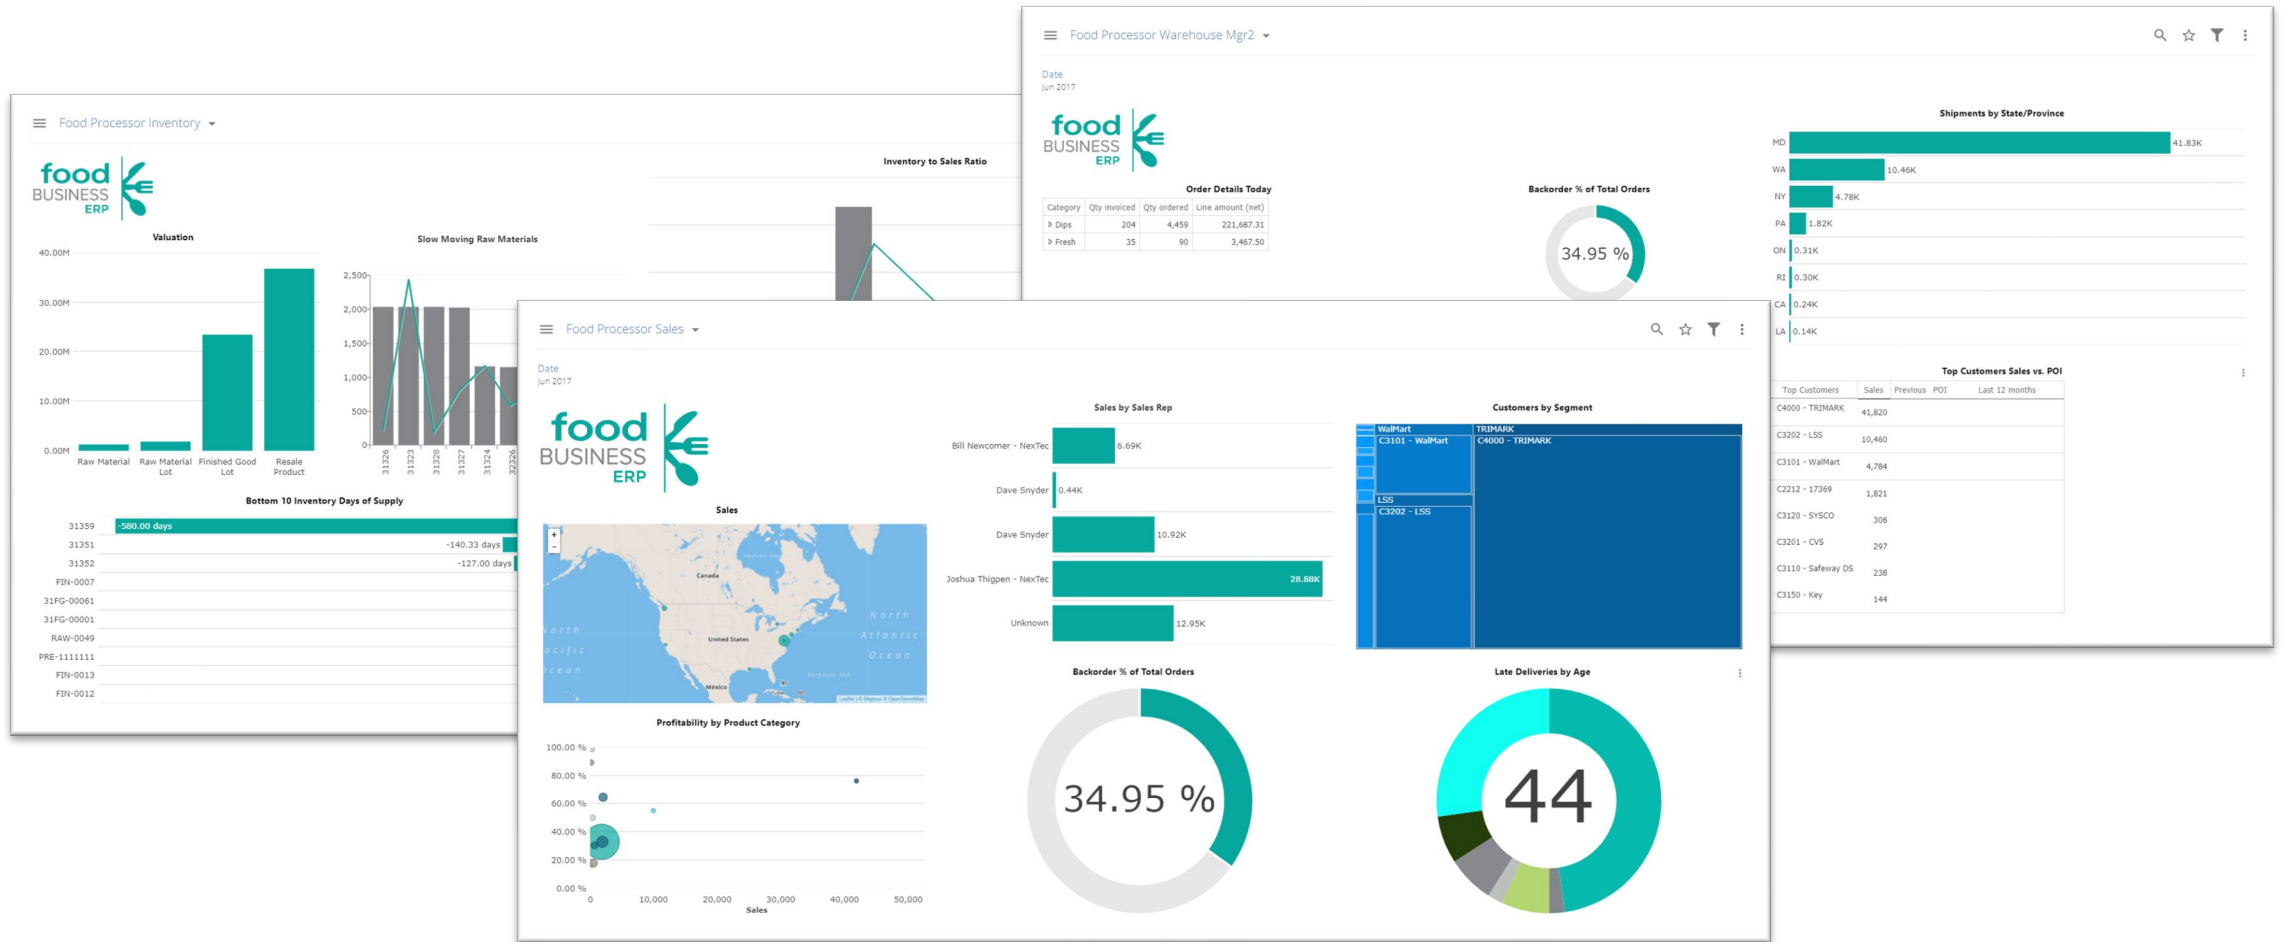 Food Processor Inventory
food
BUSINESS
ERP
Valuation
40.00M
30.00M
20.00M
10.00M
0.00M
Raw Material
Raw Material
Lot
Finished Good
Lot
Resale
Product
Slow Moving Raw Materials
2,500
2,000
1,500
1,000
500
0
31326
31323
31328
31327
31324
32326
Inventory to Sales Ratio
Bottom 10 Inventory Days of Supply
31359 -580.00 days
31351 -140.33 days
31352 -127.00 days
FIN-0007
31FG-00061
31FG-00001
RAW-0049
PRE-1111111
FIN-0013
FIN-0012
Food Processor Warehouse Mgr2
Date
Jun 2017
food
BUSINESS
ERP
Order Details Today
Category Qty invoiced Qty ordered Line amount (net)
Dips 204 4,459 221,687.31
Fresh 35 90 3,467.50
Backorder % of Total Orders
34.95 %
Shipments by State/Province
MD 41.83K
WA 10.46K
NY 4.78K
PA 1.82K
ON 0.31K
RI 0.30K
CA 0.24K
LA 0.14K
Top Customers Sales vs. POI
Top Customers Sales Previous POI Last 12 months
C4000 - TRIMARK 41,820
C3202 - LSS 10,460
C3101 - WalMart 4,784
C2212 - 17369 1,821
C3120 - SYSCO 306
C3201 - CVS 297
C3110 - Safeway DS 238
C3150 - Key 144
Food Processor Sales
Date
Jun 2017
food
BUSINESS
ERP
Sales
+
-
Canada
Hudson Bay
United States
México
North
Pacific
Ocean
North
Atlantic
Ocean
Sargasso Sea
Leaflet | © Mapbox © OpenStreetMap
Sales by Sales Rep
Bill Newcomer - NexTec 6.69K
Dave Snyder 0.44K
Dave Snyder 10.92K
Joshua Thigpen - NexTec 28.88K
Unknown 12.95K
Customers by Segment
WalMart
C3101 - WalMart
LSS
C3202 - LSS
TRIMARK
C4000 - TRIMARK
Profitability by Product Category
100.00 %
80.00 %
60.00 %
40.00 %
20.00 %
0.00 %
0 10,000 20,000 30,000 40,000 50,000
Sales
Backorder % of Total Orders
34.95 %
Late Deliveries by Age
44